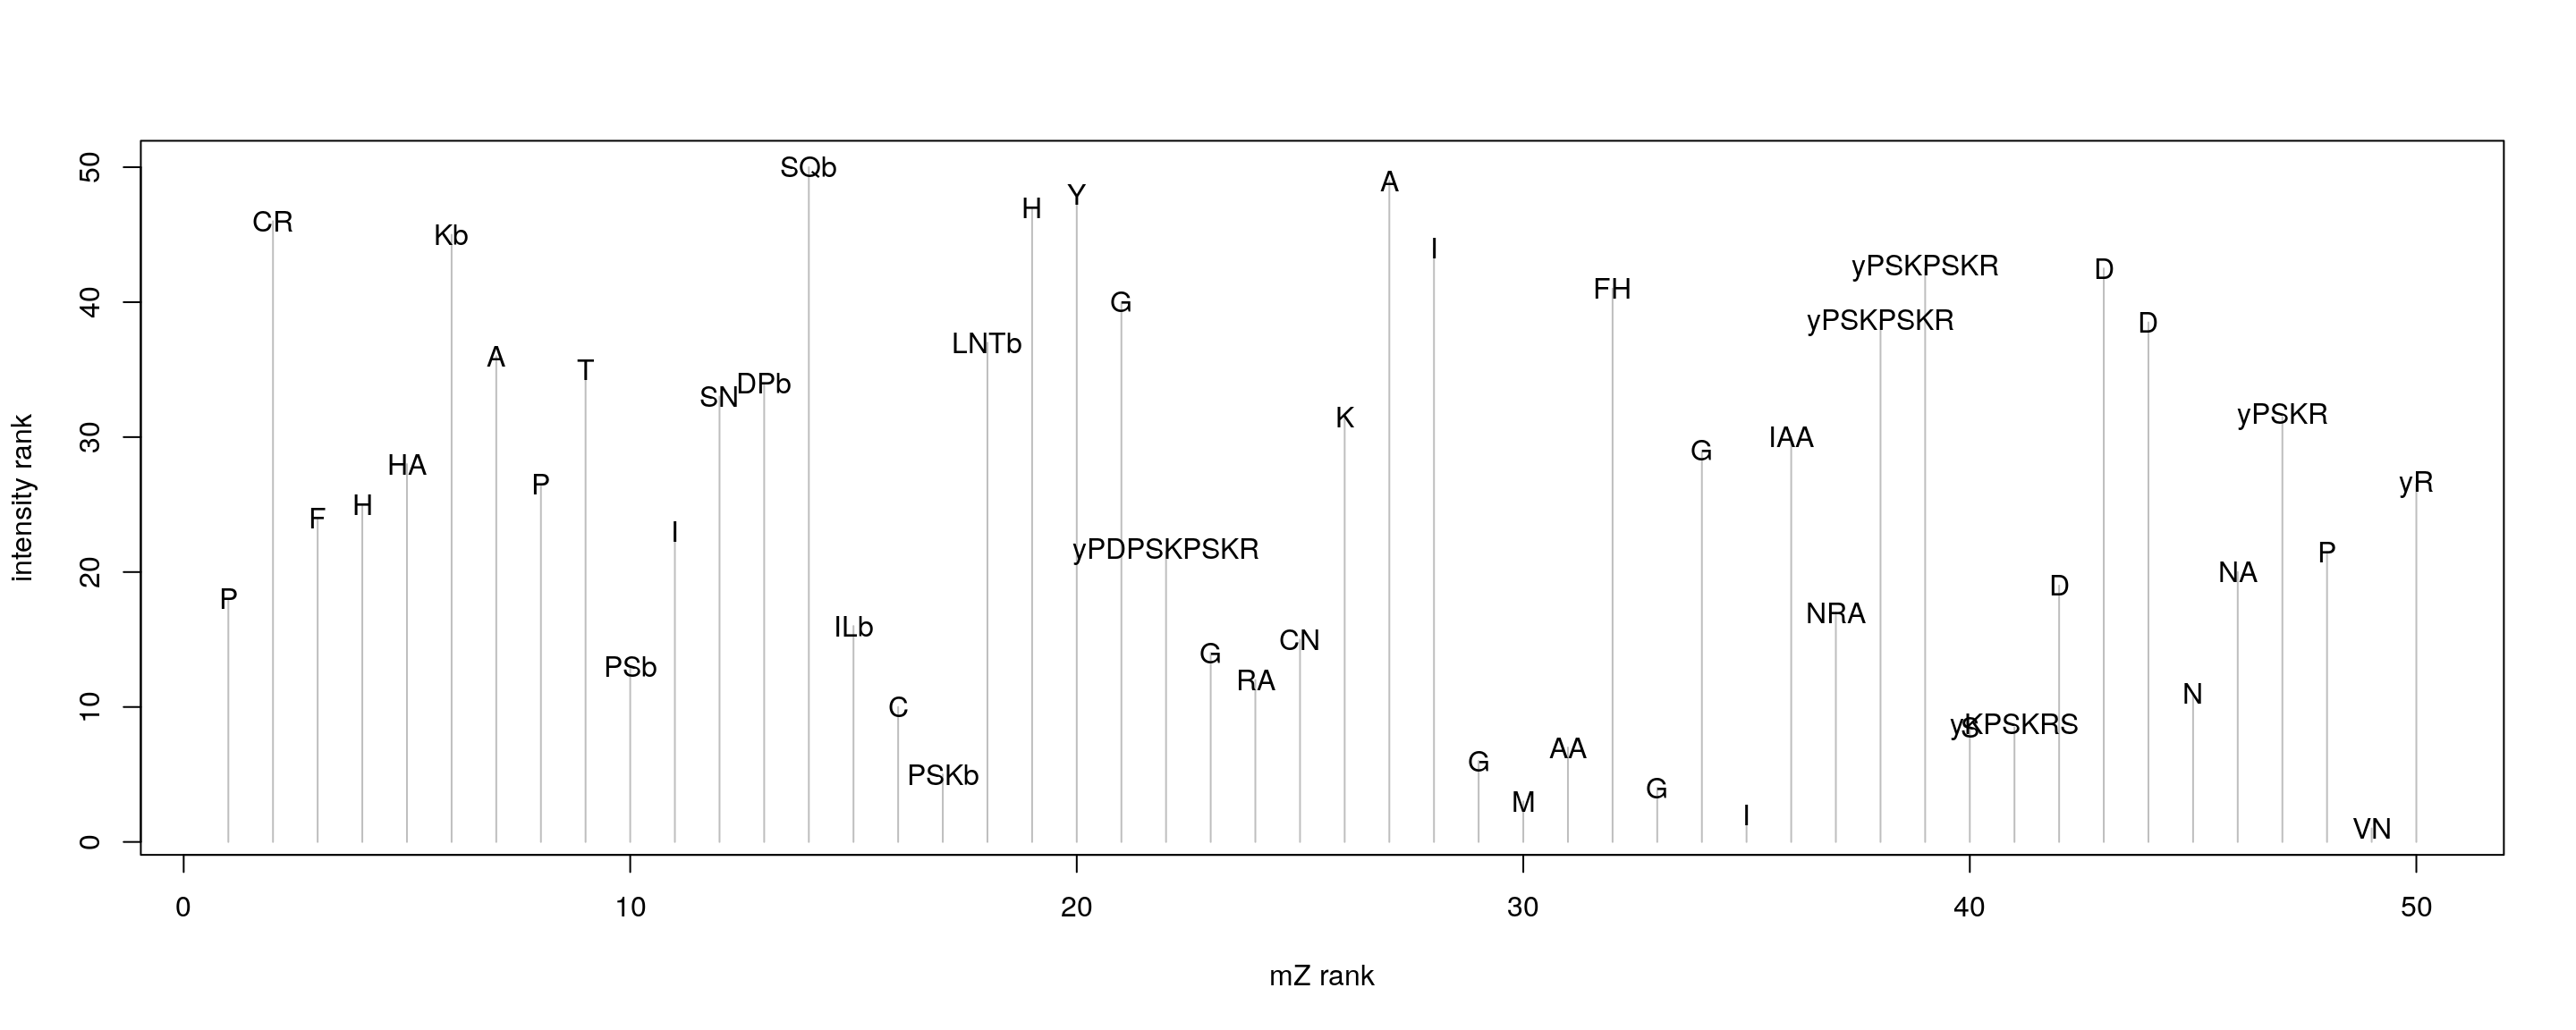 50
40
30
20
10
0
intensity rank
P
CR
F
H
HA
Kb
A
P
T
PSb
I
SN
DPb
SQb
ILb
C
PSKb
LNTb
H
Y
G
yPDPSKPSKR
G
RA
CN
K
A
I
G
M
AA
FH
G
G
I
IAA
NRA
yPSKPSKR
yPSKPSKR
S
yKPSKRS
D
D
D
N
NA
yPSKR
P
VN
yR
0
10
20
30
40
50
mZ rank